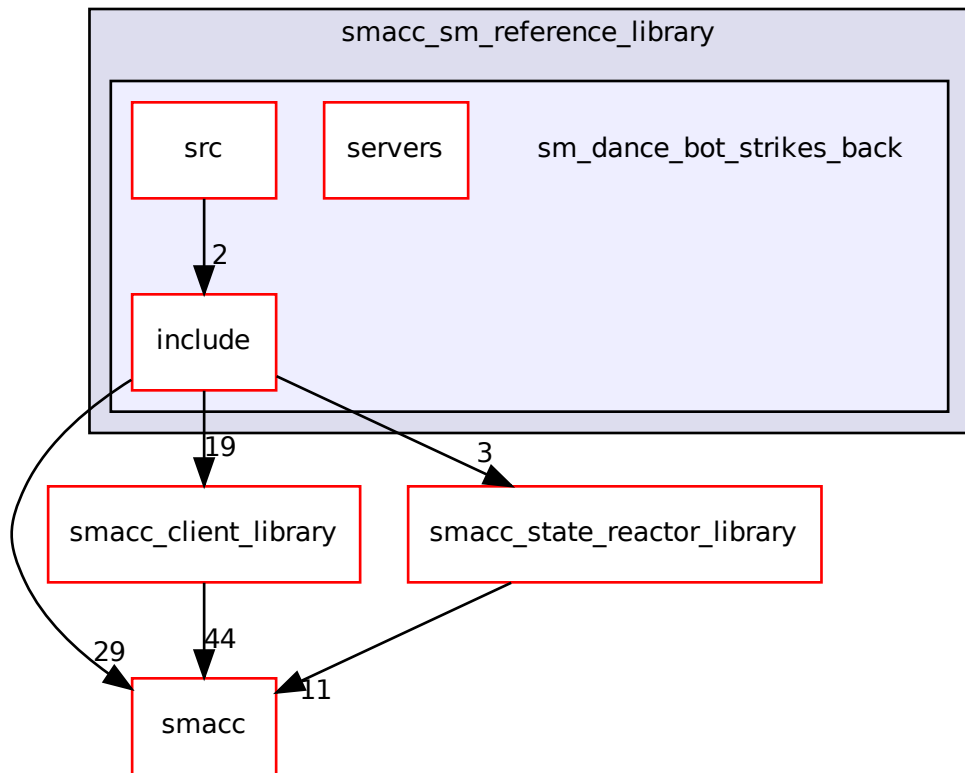 smacc_sm_reference_library
src
servers
sm_dance_bot_strikes_back
2
include
19
3
smacc_client_library
smacc_state_reactor_library
29
44
11
smacc